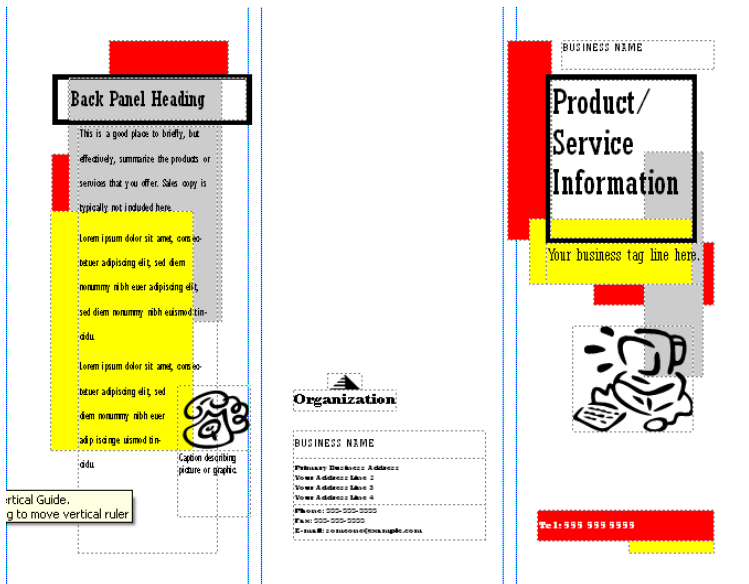 Back Panel Heading
This is a good place to briefly, but
effectively, summarize the products or
services that you offer. Sales copy is
typically not included here.
Lorem ipsum dolor sit amet, consec-
tetuer adipiscing elit, sed diem
nonummy nibh euer adipiscing elit,
sed diem nonummy nibh euismod tin-
cidu.
Lorem ipsum dolor sit amet, consec-
tetuer adipiscing elit, sed
diem nonummy nibh euer
adip iscinge uismod tin-
cidu.
Caption describing
picture or graphic.
ertical Guide.
g to move vertical ruler
Organization
BUSINESS NAME
Primary Business Address
Your Address Line 2
Your Address Line 3
Your Address Line 4
Phone: 555-555-5555
Fax: 555-555-5555
E-mail: someone@example.com
BUSINESS NAME
Product/
Service
Information
Your business tag line here.
Tel: 555 555 5555